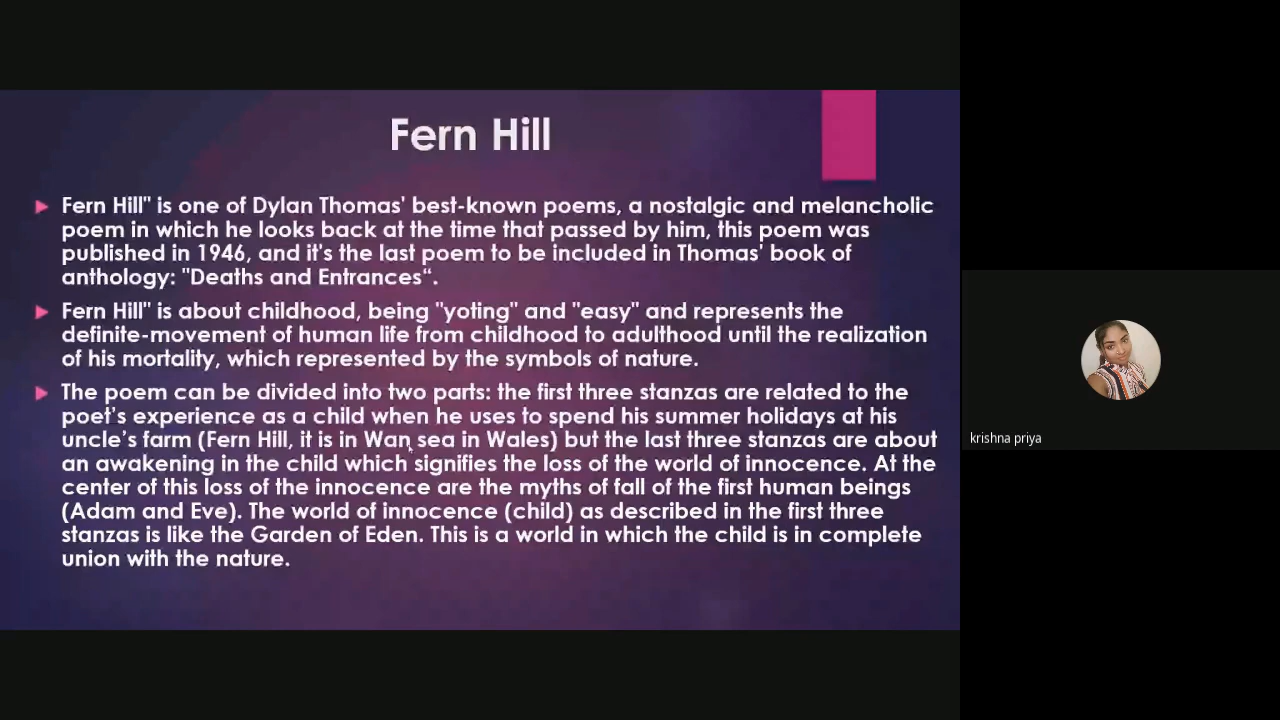 Fern Hill
Fern Hill" is one of Dylan Thomas' best-known poems, a nostalgic and melancholic
poem in which he looks back at the time that passed by him, this poem was
published in 1946, and it's the last poem to be included in Thomas' book of
anthology: "Deaths and Entrances“.
Fern Hill" is about childhood, being "yoting" and "easy" and represents the
definite-movement of human life from childhood to adulthood until the realization
of his mortality, which represented by the symbols of nature.
The poem can be divided into two parts: the first three stanzas are related to the
poet’s experience as a child when he uses to spend his summer holidays at his
uncle’s farm (Fern Hill, it is in Wan sea in Wales) but the last three stanzas are about
an awakening in the child which signifies the loss of the world of innocence. At the
center of this loss of the innocence are the myths of fall of the first human beings
(Adam and Eve). The world of innocence (child) as described in the first three
stanzas is like the Garden of Eden. This is a world in which the child is in complete
union with the nature.
krishna priya